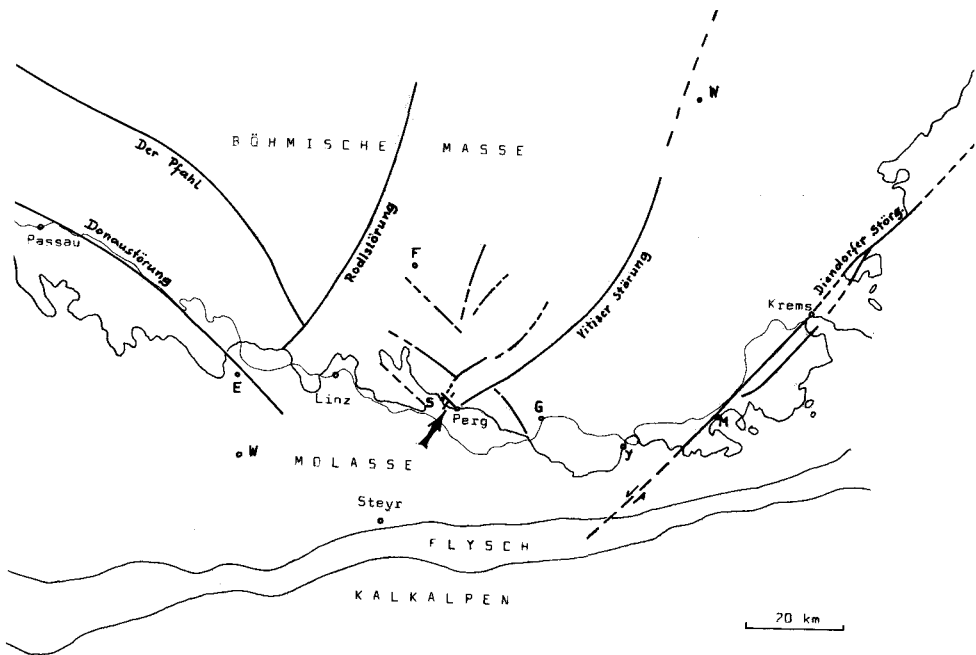 W
BÖHMISCHE MASSE
Der Pfahl
Rodlstörung
Diendorfer Störg.
Donaustörung
Passau
F
Vitiser Störung
Krems
E
Linz
S
Perg
G
M
y
W
MOLASSE
Steyr
FLYSCH
KALKALPEN
20 km